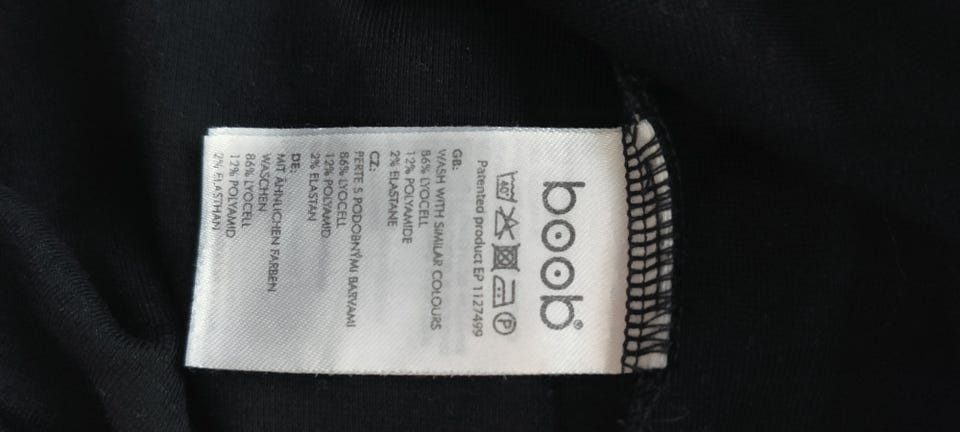 boob®
40°
P
Patented product EP 1127499
GB:
WASH WITH SIMILAR COLOURS
86% LYOCELL
12% POLYAMIDE
2% ELASTANE
CZ:
PERTE S PODOBNÝMI BARVAMI
86% LYOCELL
12% POLYAMID
2% ELASTAN
DE:
MIT ÄHNLICHEN FARBEN
WASCHEN
86% LYOCELL
12% POLYAMID
2% ELASTHAN